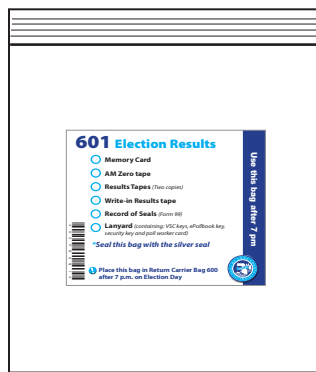 601 Election Results
Memory Card
AM Zero tape
Results Tapes (Two copies)
Write-in Results tape
Record of Seals (Form 99)
Lanyard (containing: VSC keys, ePollbook key,
security key and poll worker card)
*Seal this bag with the silver seal
Place this bag in Return Carrier Bag 600
after 7 p.m. on Election Day
Use this bag after 7 pm